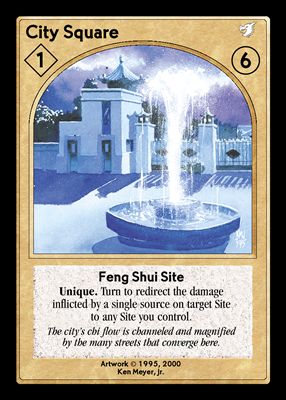 City Square
1
6
Feng Shui Site
Unique. Turn to redirect the damage
inflicted by a single source on target Site
to any Site you control.
The city's chi flow is channeled and magnified
by the many streets that converge here.
Artwork © 1995, 2000
Ken Meyer, jr.